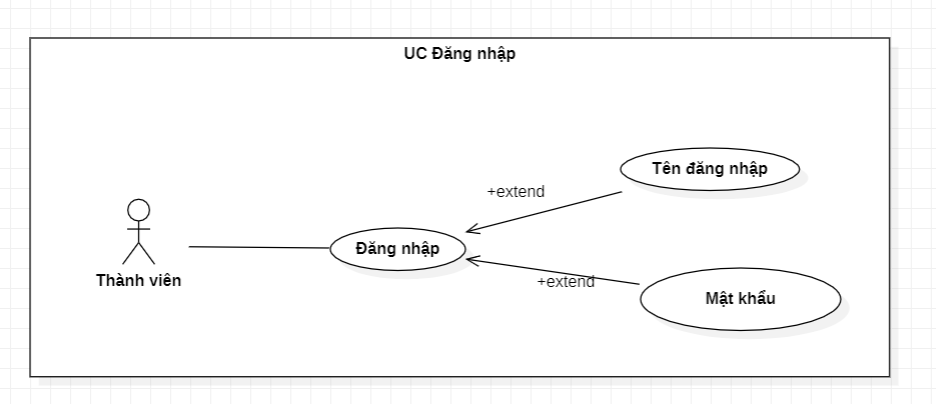 UC Đăng nhập
Tên đăng nhập
+extend
Đăng nhập
Thành viên
+extend
Mật khẩu